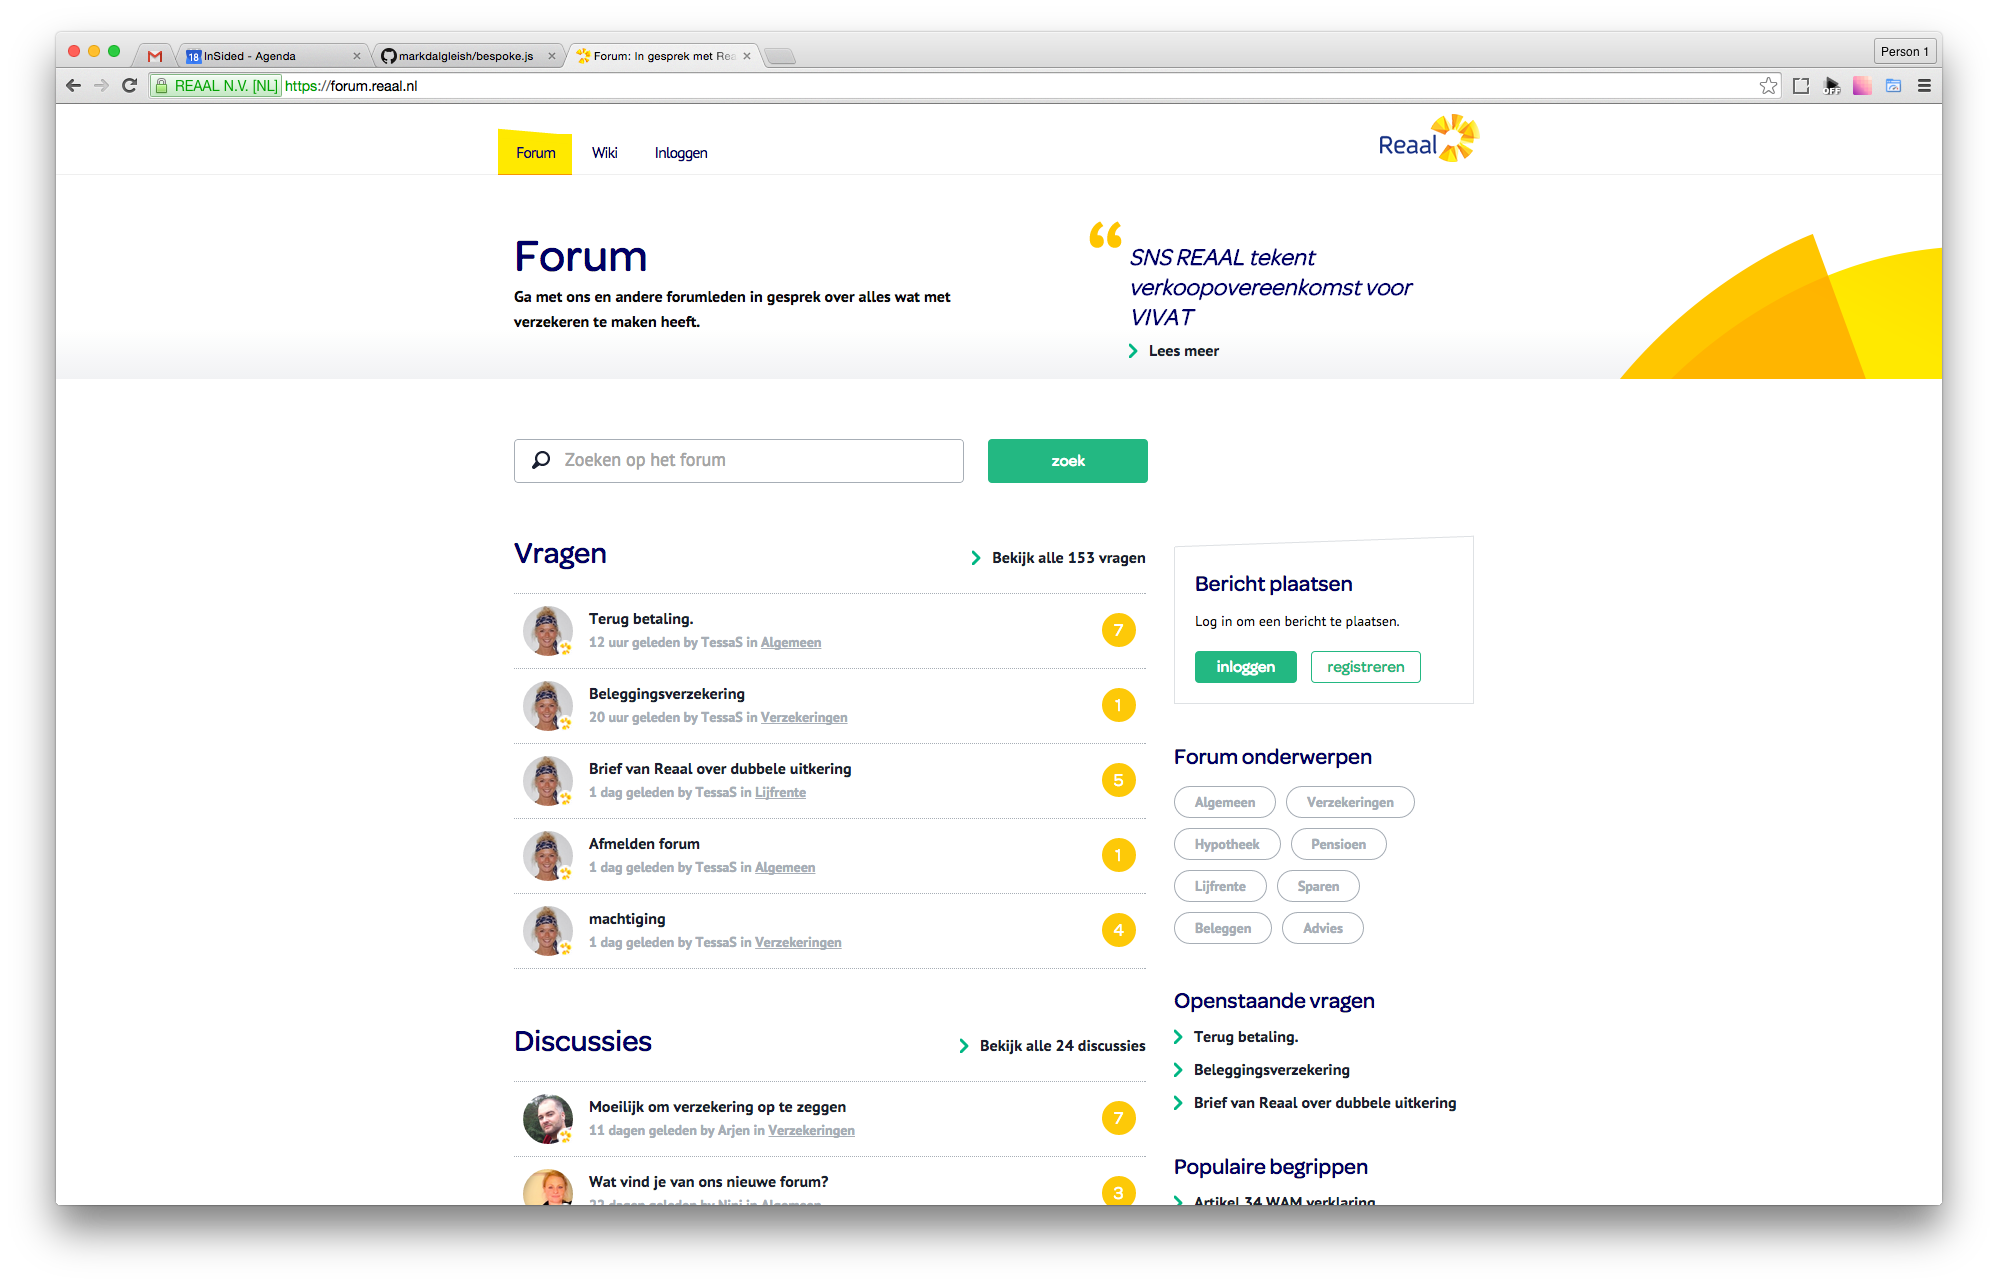 InSided - Agenda
markdalgleish/bespoke.js
Forum: In gesprek met Rea
Person 1
REAAL N.V. [NL] https://forum.reaal.nl
OFF
18
Forum
Wiki
Inloggen
Reaal
Forum
Ga met ons en andere forumleden in gesprek over alles wat met
verzekeren te maken heeft.
“
SNS REAAL tekent
verkoopovereenkomst voor
VIVAT
Lees meer
Zoeken op het forum
zoek
Vragen
Bekijk alle 153 vragen
Terug betaling.
12 uur geleden by TessaS in Algemeen
7
Beleggingsverzekering
20 uur geleden by TessaS in Verzekeringen
1
Brief van Reaal over dubbele uitkering
1 dag geleden by TessaS in Lijfrente
5
Afmelden forum
1 dag geleden by TessaS in Algemeen
1
machtiging
1 dag geleden by TessaS in Verzekeringen
4
Discussies
Bekijk alle 24 discussies
Moeilijk om verzekering op te zeggen
11 dagen geleden by Arjen in Verzekeringen
7
Wat vind je van ons nieuwe forum?
22 dagen geleden by Nini in Algemeen
3
Bericht plaatsen
Log in om een bericht te plaatsen.
inloggen
registreren
Forum onderwerpen
Algemeen
Verzekeringen
Hypotheek
Pensioen
Lijfrente
Sparen
Beleggen
Advies
Openstaande vragen
Terug betaling.
Beleggingsverzekering
Brief van Reaal over dubbele uitkering
Populaire begrippen
Artikel 34 WAM verklaring